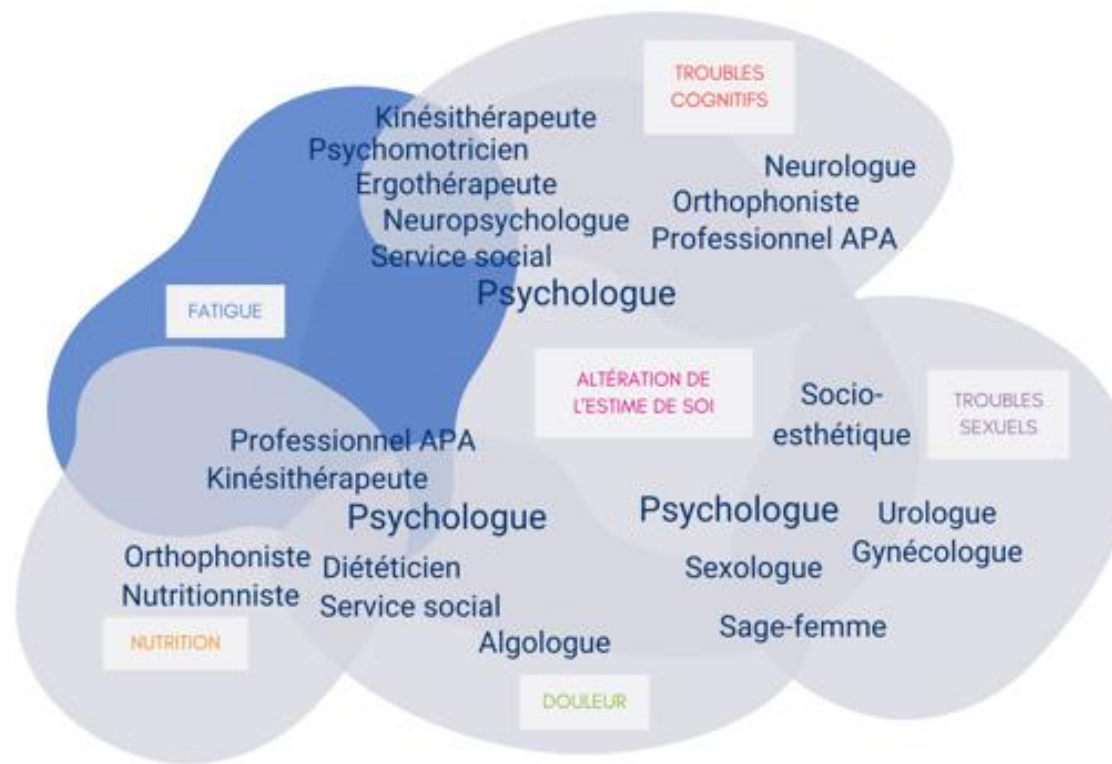 TROUBLES
COGNITIFS
Kinésithérapeute
Psychomotricien
Ergothérapeute
Neuropsychologue
Service social
Psychologue
Neurologue
Orthophoniste
Professionnel APA
FATIGUE
ALTÉRATION DE
L'ESTIME DE SOI
Socio-
esthétique
TROUBLES
SEXUELS
Professionnel APA
Kinésithérapeute
Psychologue
Psychologue
Urologue
Gynécologue
Orthophoniste
Nutritionniste
Diététicien
Service social
Sexologue
Sage-femme
Algologue
NUTRITION
DOULEUR